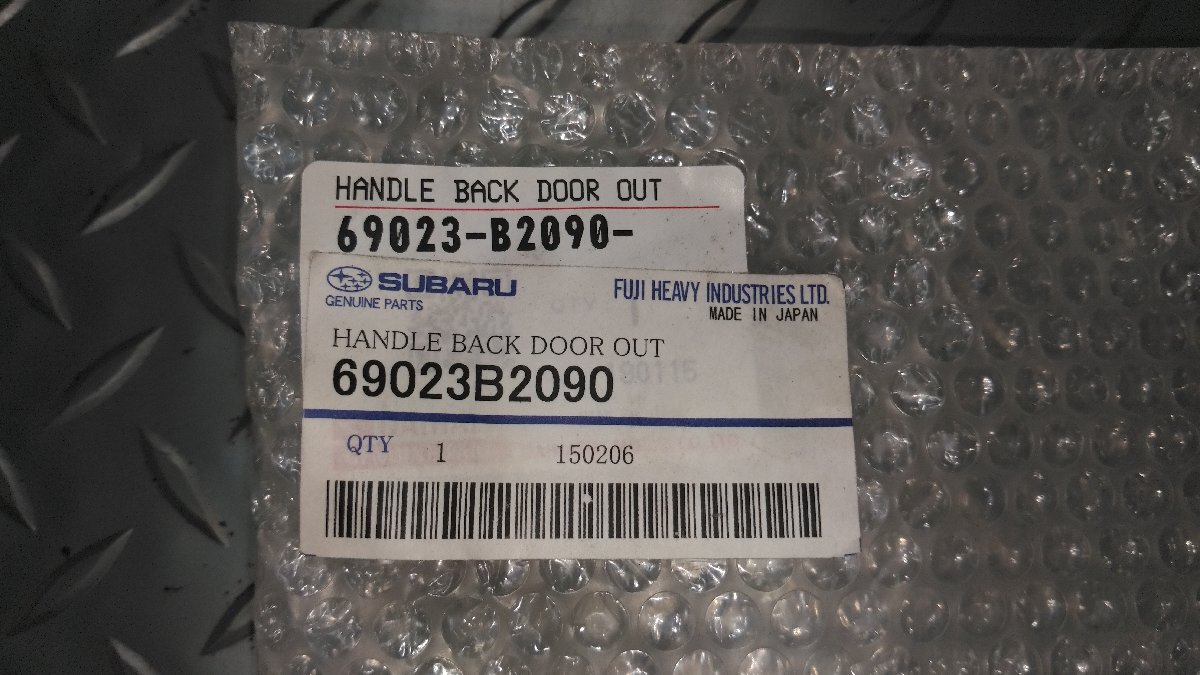 HANDLE BACK DOOR OUT
69023-B2090-
SUBARU
GENUINE PARTS
FUJI HEAVY INDUSTRIES LTD.
MADE IN JAPAN
HANDLE BACK DOOR OUT
69023B2090
QTY 1 150206